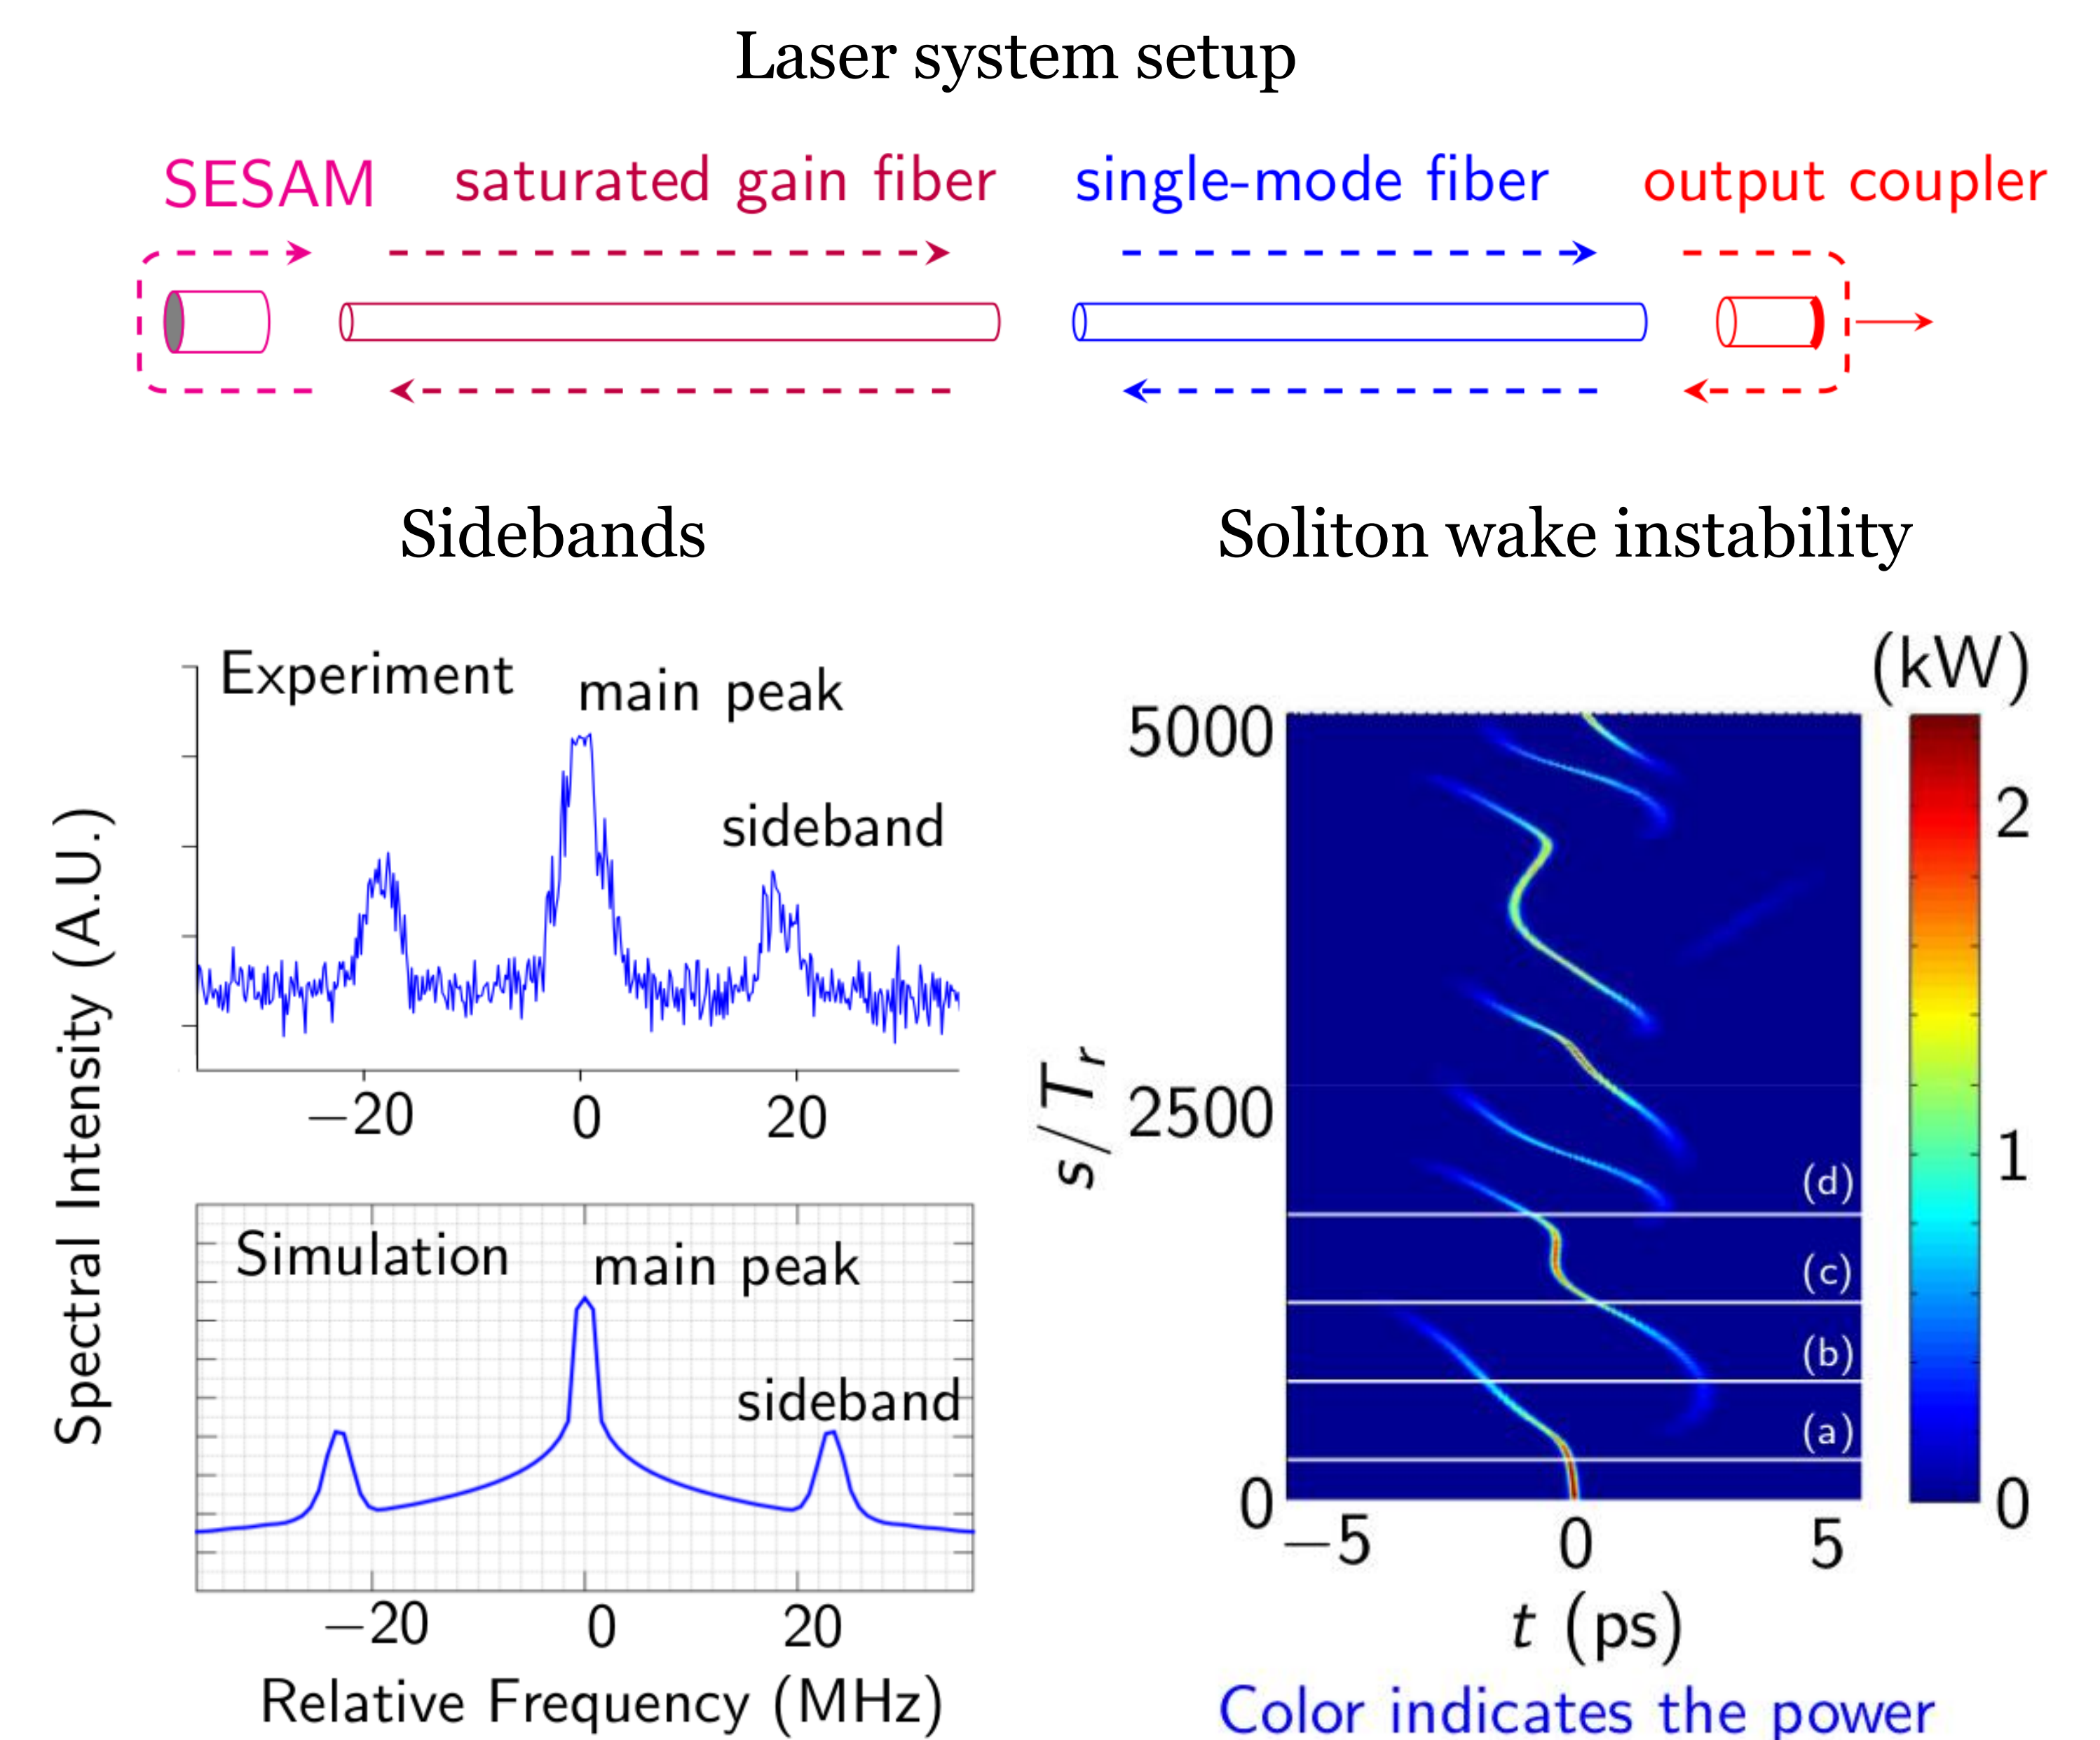 Laser system setup
SESAM
saturated gain fiber
single-mode fiber
output coupler
Sidebands
Soliton wake instability
Spectral Intensity (A.U.)
Experiment
main peak
sideband
−20
0
20
Simulation
main peak
sideband
−20
0
20
Relative Frequency (MHz)
(kW)
2
1
0
s/Tr
5000
2500
0
(d)
(c)
(b)
(a)
−5
0
5
t (ps)
Color indicates the power